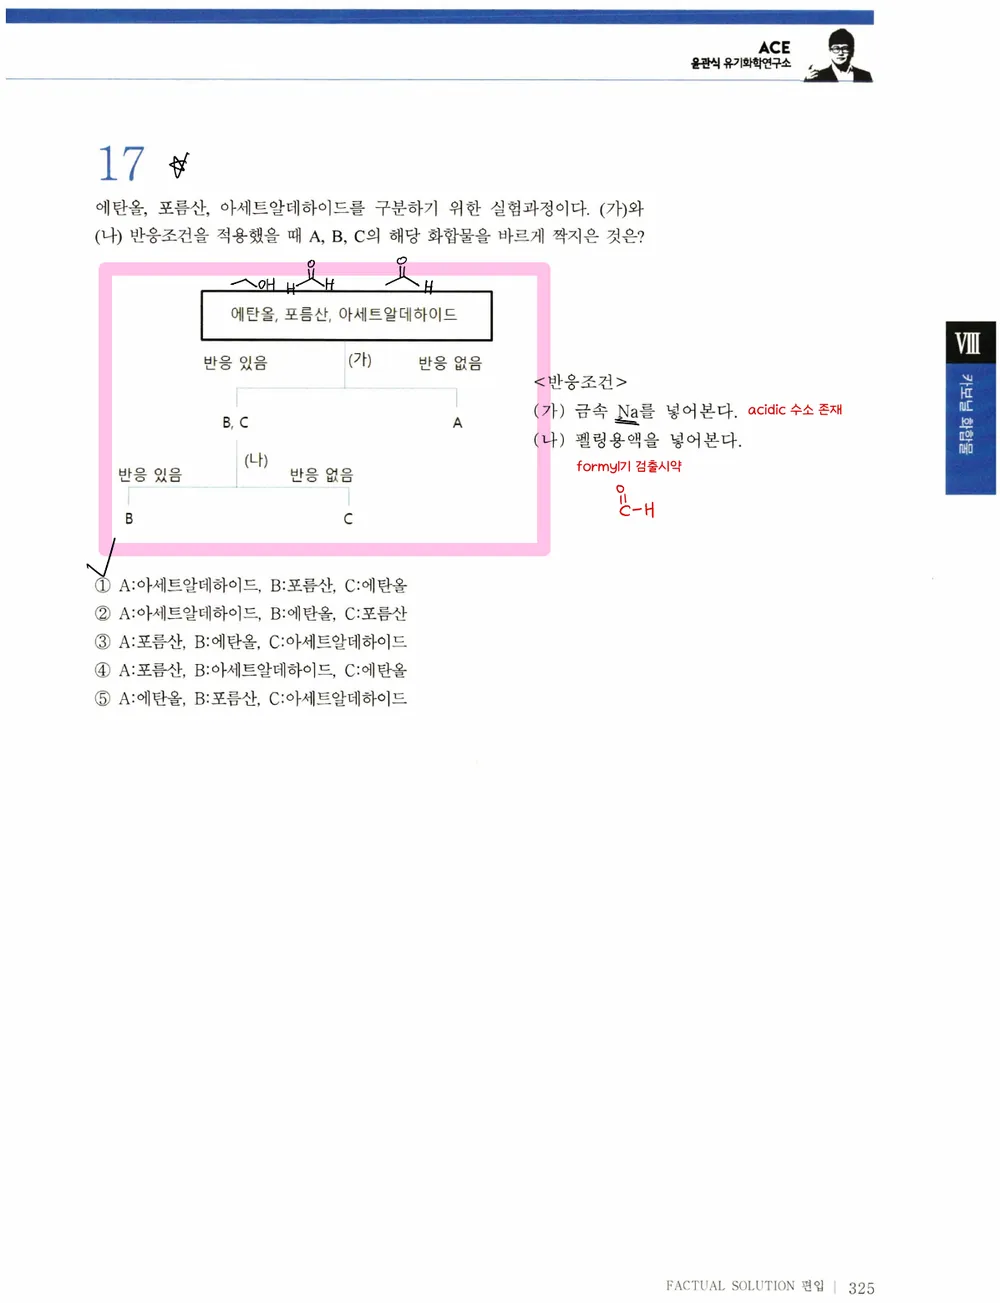 ACE
윤관식 유기화학연구소
17
에탄올, 포름산, 아세트알데하이드를 구분하기 위한 실험과정이다. (가)와
(나) 반응조건을 적용했을 때 A, B, C의 해당 화합물을 바르게 짝지은 것은?
OH
O
H H
O
H
에탄올, 포름산, 아세트알데하이드
반응 있음 (가) 반응 없음
B, C A
반응 있음 (나) 반응 없음
B C
<반응조건>
(가) 금속 Na를 넣어본다. acidic 수소 존재
(나) 펠링용액을 넣어본다.
formyl기 검출시약
O
C-H
① A:아세트알데하이드, B:포름산, C:에탄올
② A:아세트알데하이드, B:에탄올, C:포름산
③ A:포름산, B:에탄올, C:아세트알데하이드
④ A:포름산, B:아세트알데하이드, C:에탄올
⑤ A:에탄올, B:포름산, C:아세트알데하이드
Ⅷ
카보닐 화합물
FACTUAL SOLUTION 편입 | 325